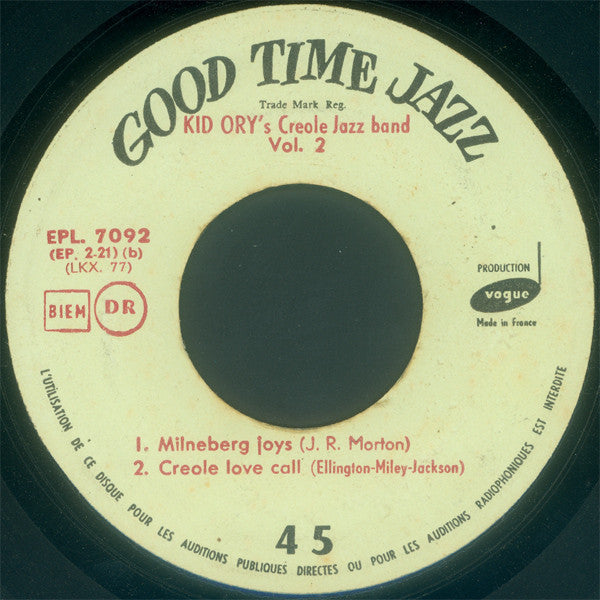 GOOD TIME JAZZ
Trade Mark Reg.
KID ORY's Creole Jazz band
Vol. 2
EPL. 7092
(EP. 2-21) (b)
(LKX. 77)
BIEM DR
PRODUCTION
vogue
Made in France
1. Milneberg joys (J. R. Morton)
2. Creole love call (Ellington-Miley-Jackson)
45
L'UTILISATION DE CE DISQUE POUR LES AUDITIONS PUBLIQUES DIRECTES OU POUR LES AUDITIONS RADIOPHONIQUES EST INTERDITE